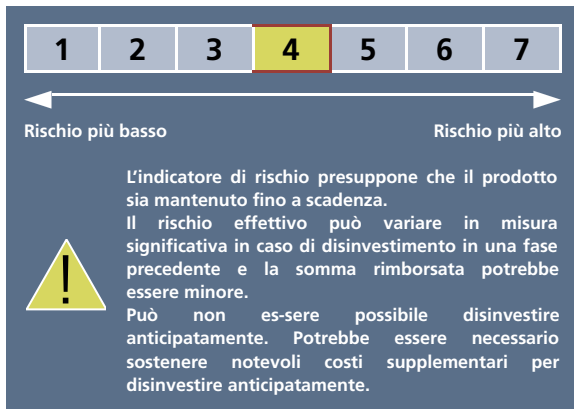 1 2 3 4 5 6 7
Rischio più basso Rischio più alto
L'indicatore di rischio presuppone che il prodotto
sia mantenuto fino a scadenza.
Il rischio effettivo può variare in misura
significativa in caso di disinvestimento in una fase
precedente e la somma rimborsata potrebbe
essere minore.
Può non es-sere possibile disinvestire
anticipatamente. Potrebbe essere necessario
sostenere notevoli costi supplementari per
disinvestire anticipatamente.
!